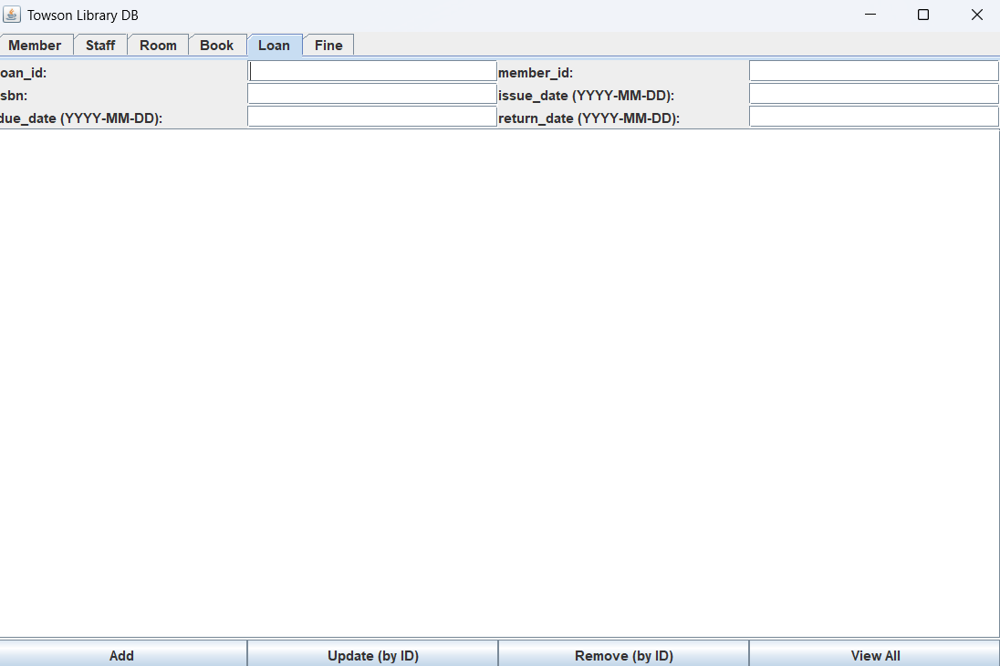 Towson Library DB
Member Staff Room Book Loan Fine
oan_id: member_id:
sbn: issue_date (YYYY-MM-DD):
due_date (YYYY-MM-DD): return_date (YYYY-MM-DD):
Add Update (by ID) Remove (by ID) View All